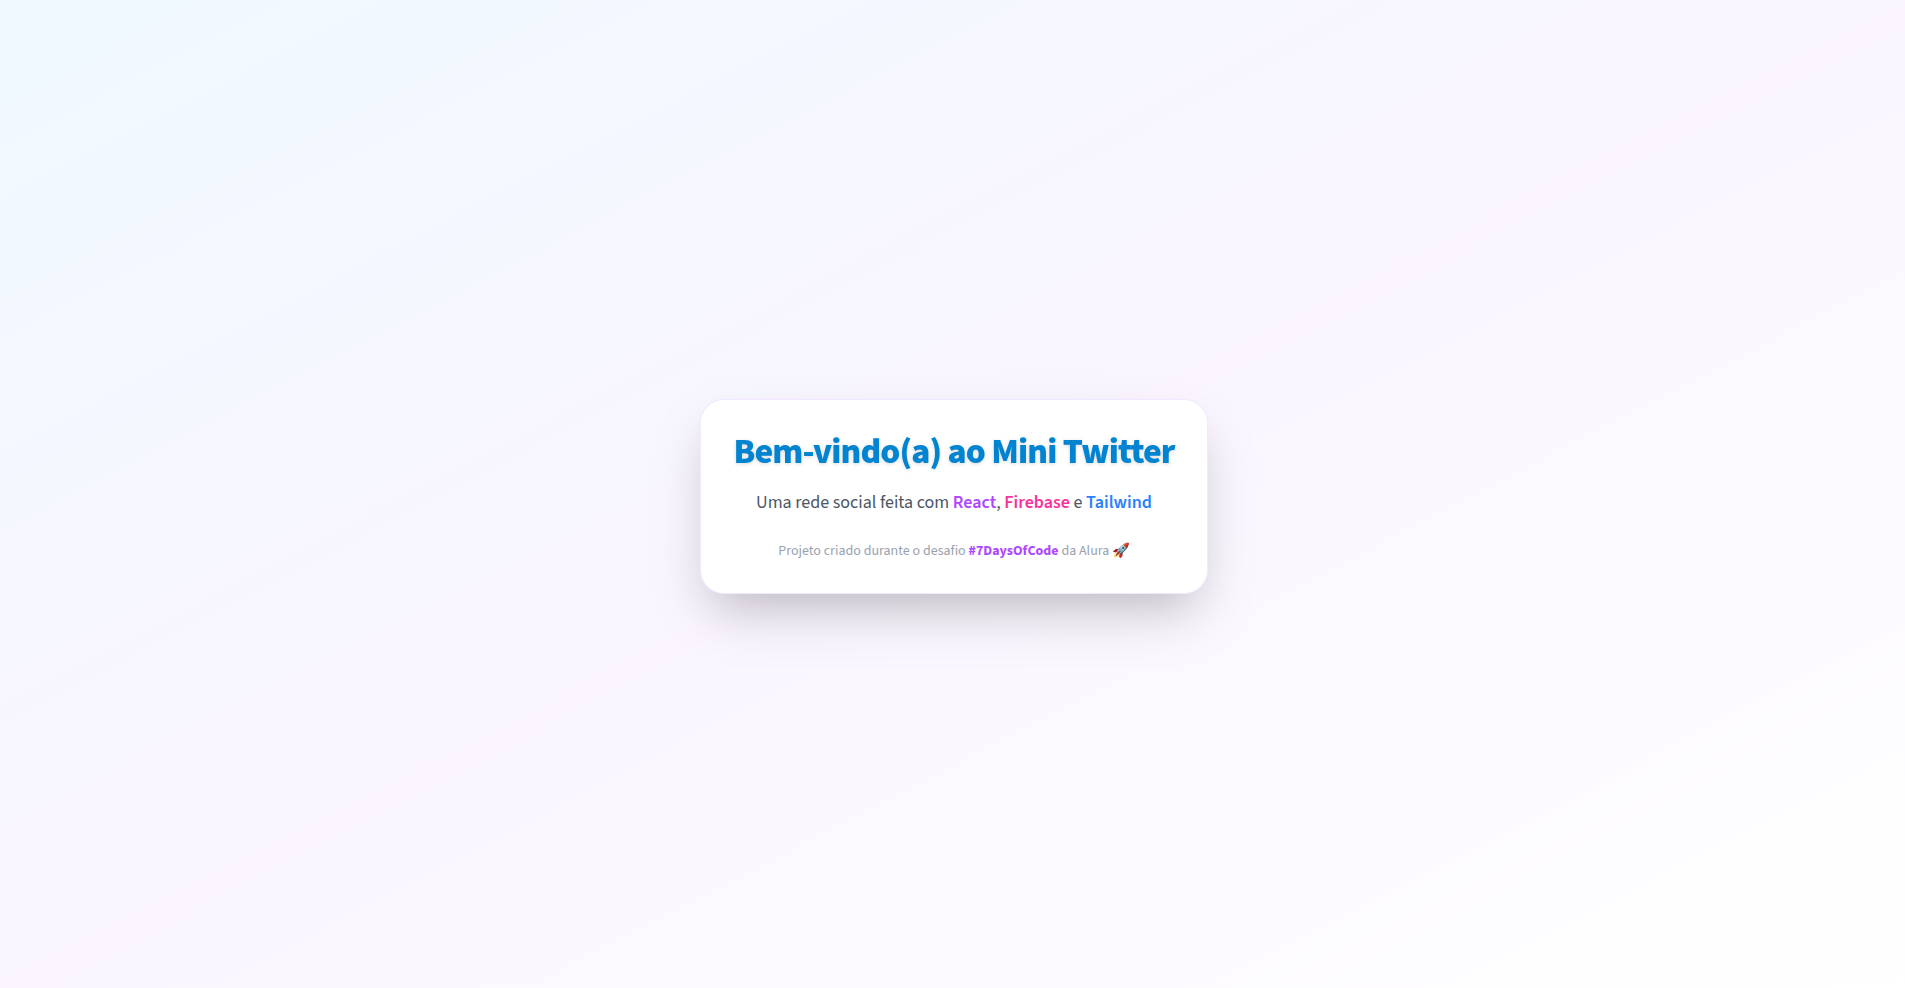 Bem-vindo(a) ao Mini Twitter
Uma rede social feita com React, Firebase e Tailwind
Projeto criado durante o desafio #7DaysOfCode da Alura 🚀